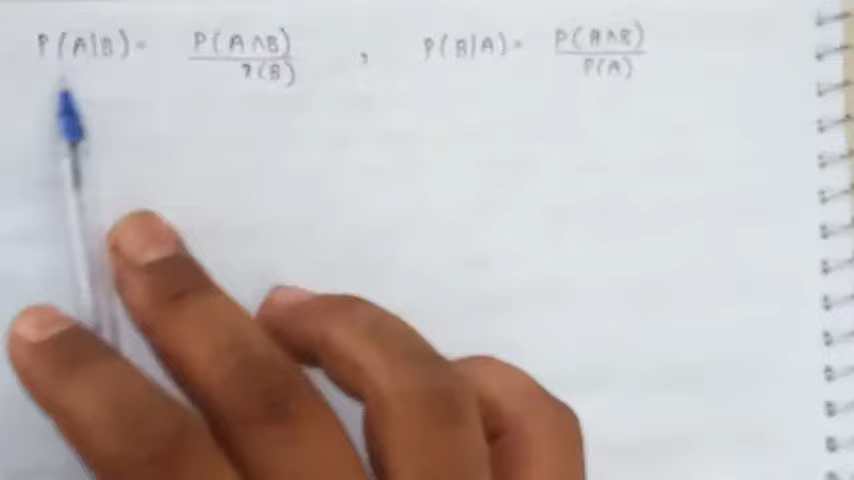 P(A|B) = P(A∩B) / P(B) , P(B|A) = P(A∩B) / P(A)